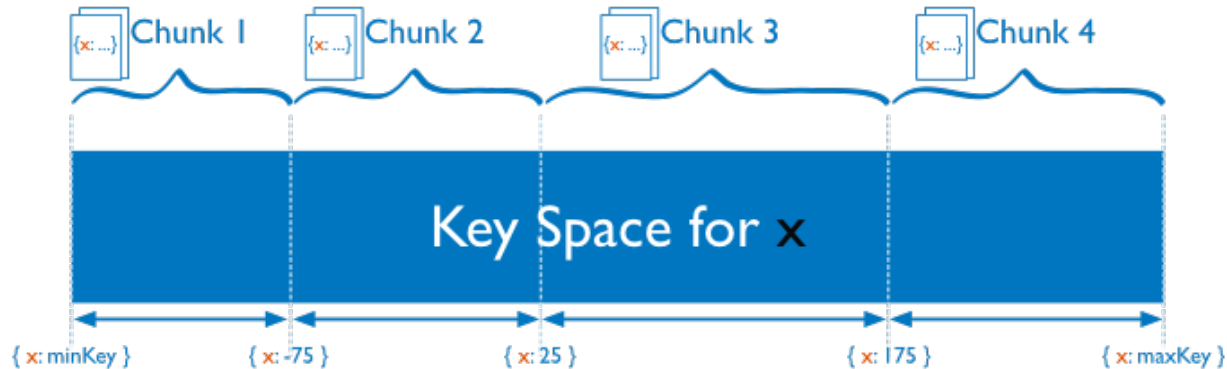 {x: ...} Chunk 1 {x: ...} Chunk 2 {x: ...} Chunk 3 {x: ...} Chunk 4
Key Space for x
{ x: minKey } { x: -75 } { x: 25 } { x: 175 } { x: maxKey }